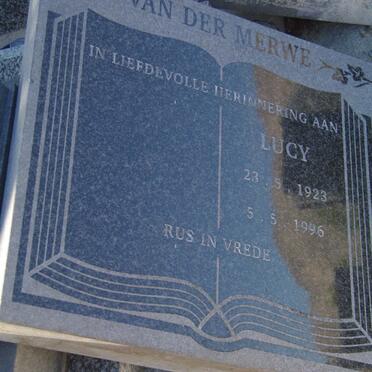 VAN DER MERWE
IN LIEFDEVOLLE HERINNERING AAN
LUCY
23 . 5 . 1923
5 . 5 . 1996
RUS IN VREDE